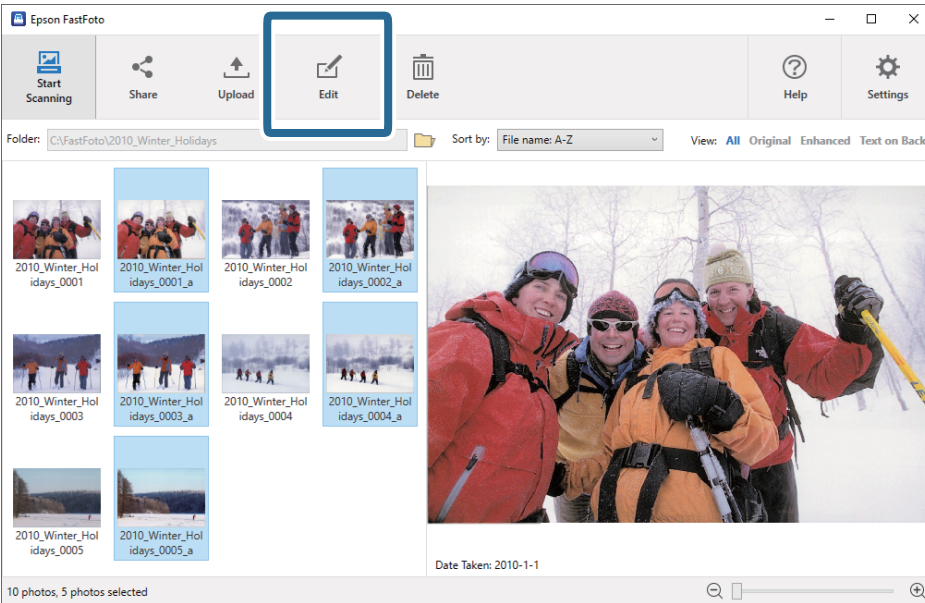 Epson FastFoto
Start
Scanning
Share
Upload
Edit
Delete
Help
Settings
Folder:
C:\FastFoto\2010_Winter_Holidays
Sort by:
File name: A-Z
View: All Original Enhanced Text on Back
2010_Winter_Hol
idays_0001
2010_Winter_Hol
idays_0001_a
2010_Winter_Hol
idays_0002
2010_Winter_Hol
idays_0002_a
2010_Winter_Hol
idays_0003
2010_Winter_Hol
idays_0003_a
2010_Winter_Hol
idays_0004
2010_Winter_Hol
idays_0004_a
2010_Winter_Hol
idays_0005
2010_Winter_Hol
idays_0005_a
Date Taken: 2010-1-1
10 photos, 5 photos selected